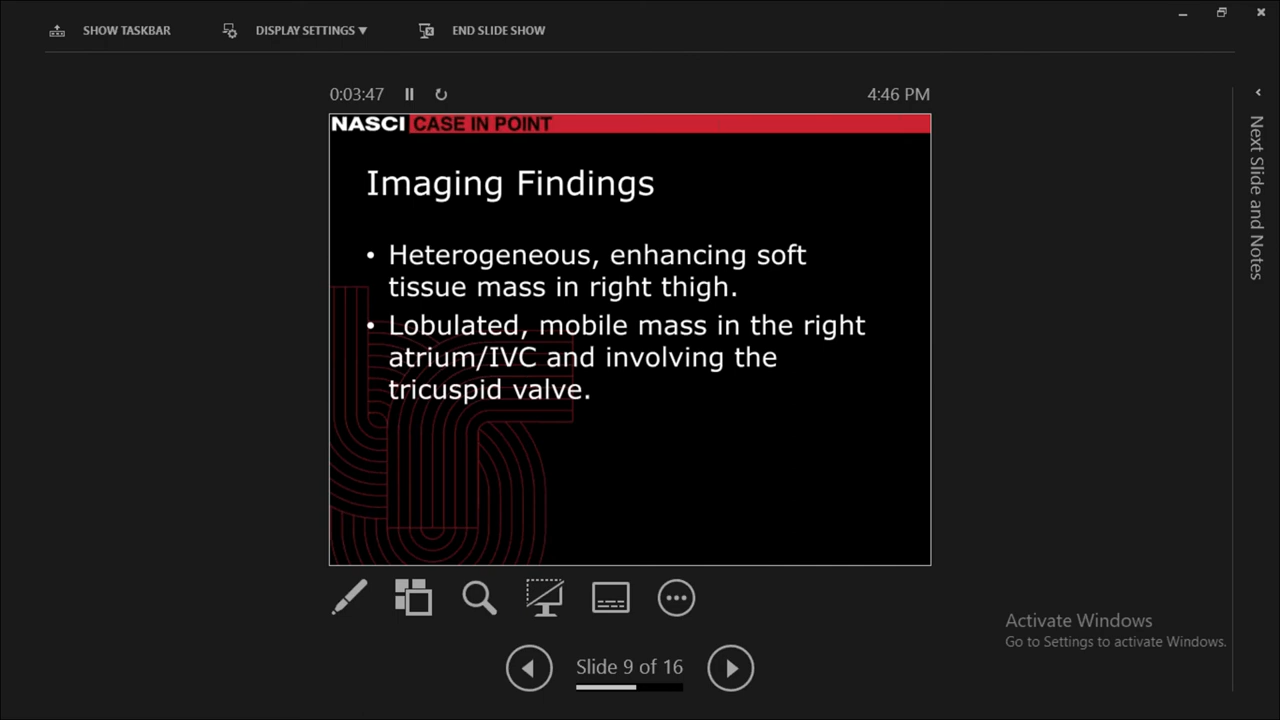 SHOW TASKBAR DISPLAY SETTINGS ▼ END SLIDE SHOW
0:03:47 4:46 PM
NASCI CASE IN POINT
Imaging Findings
• Heterogeneous, enhancing soft
tissue mass in right thigh.
• Lobulated, mobile mass in the right
atrium/IVC and involving the
tricuspid valve.
Next Slide and Notes
Activate Windows
Go to Settings to activate Windows.
Slide 9 of 16